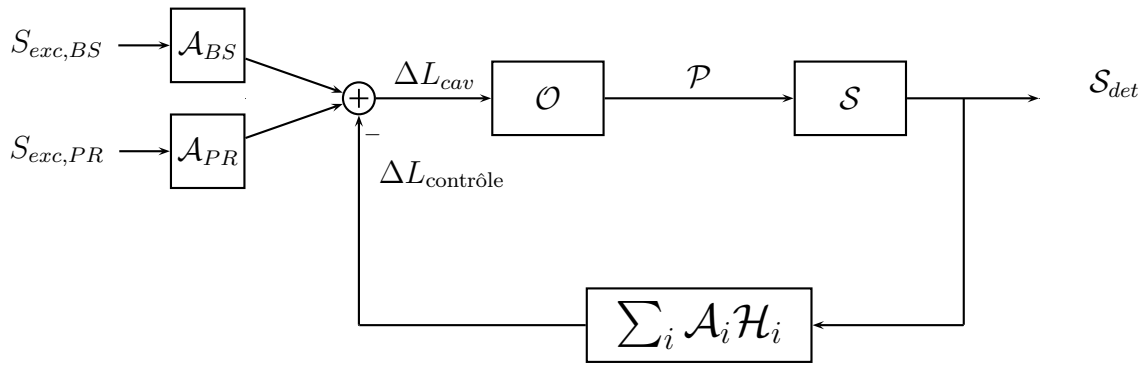 S_{exc,BS}
𝒜_{BS}
ΔL_{cav}
𝒪
𝒫
𝒮
𝒮_{det}
+
−
S_{exc,PR}
𝒜_{PR}
ΔL_{contrôle}
∑_i 𝒜_i ℋ_i